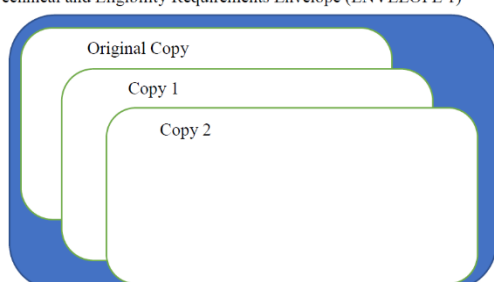 echnical and Eligibility Requirements Envelope (ENVELOPE 1)
Original Copy
Copy 1
Copy 2